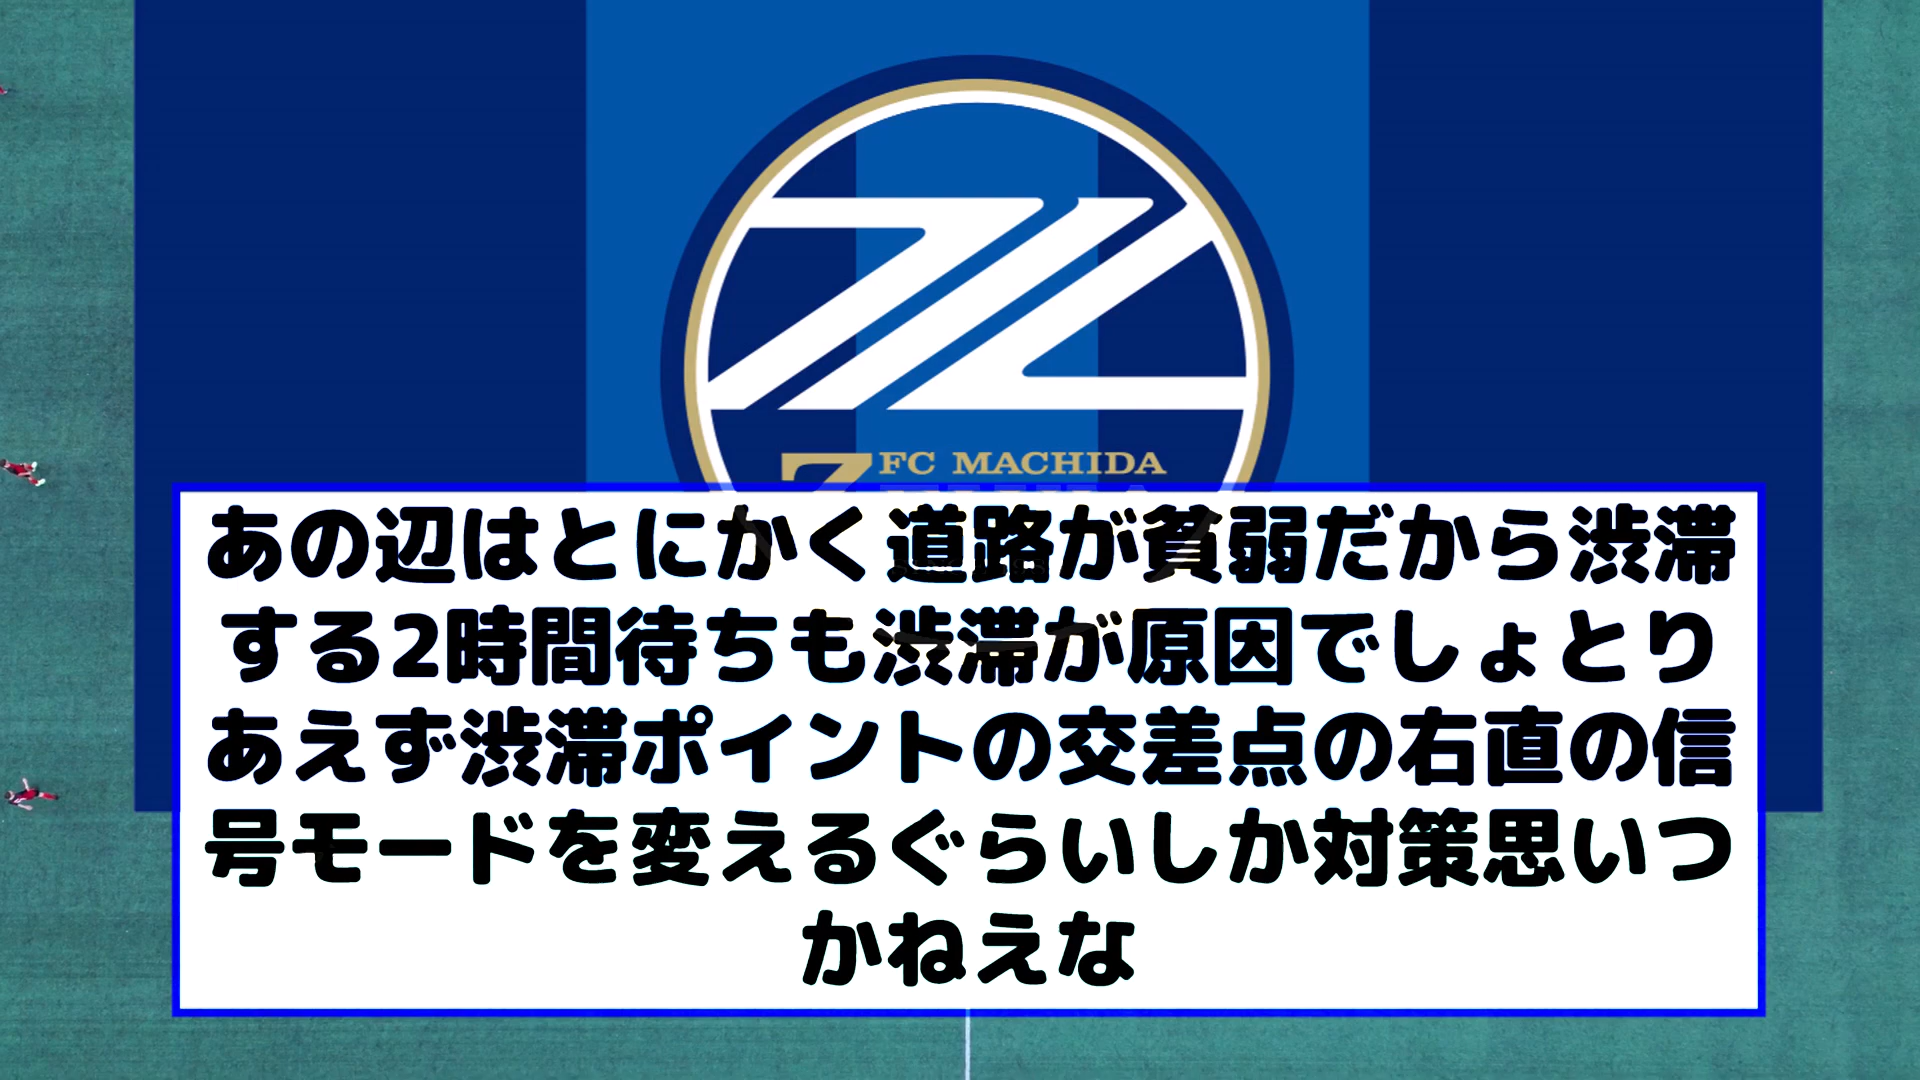 FC MACHIDA
あの辺はとにかく道路が貧弱だから渋滞
する2時間待ちも渋滞が原因でしょとり
あえず渋滞ポイントの交差点の右直の信
号モードを変えるぐらいしか対策思いつ
かねえな